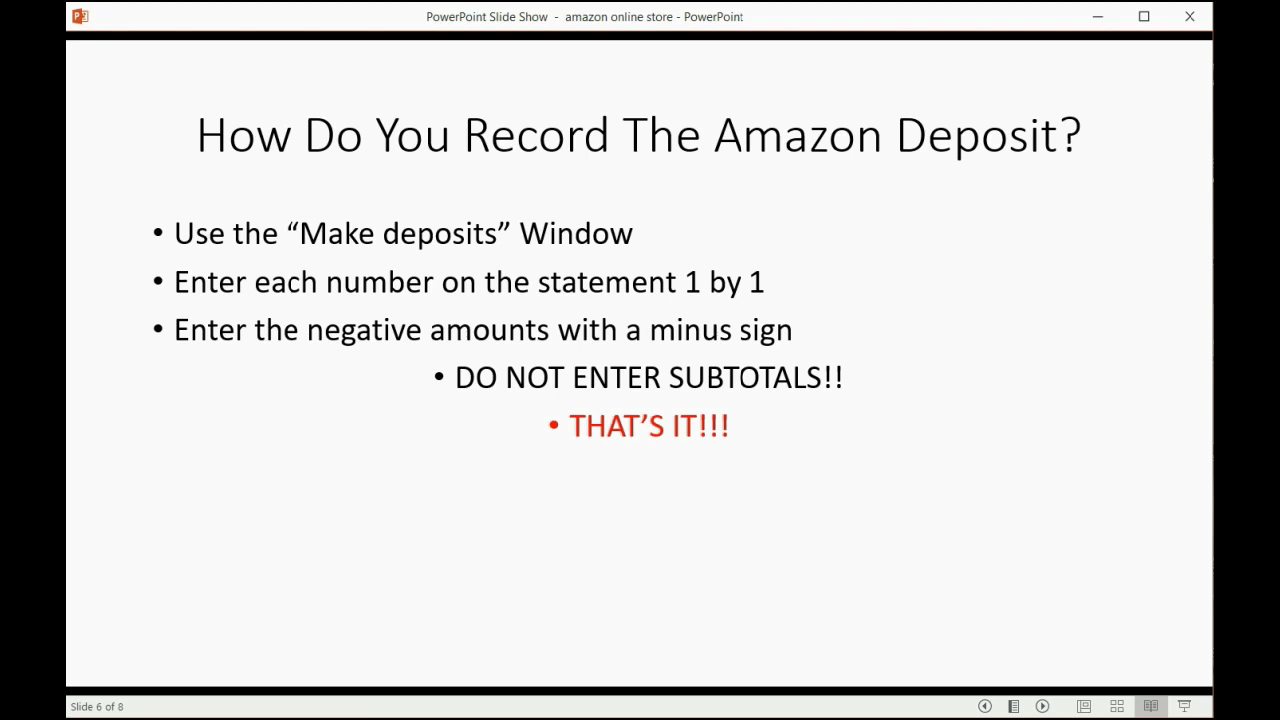 PowerPoint Slide Show - amazon online store - PowerPoint
How Do You Record The Amazon Deposit?
• Use the “Make deposits” Window
• Enter each number on the statement 1 by 1
• Enter the negative amounts with a minus sign
• DO NOT ENTER SUBTOTALS!!
• THAT’S IT!!!
Slide 6 of 8